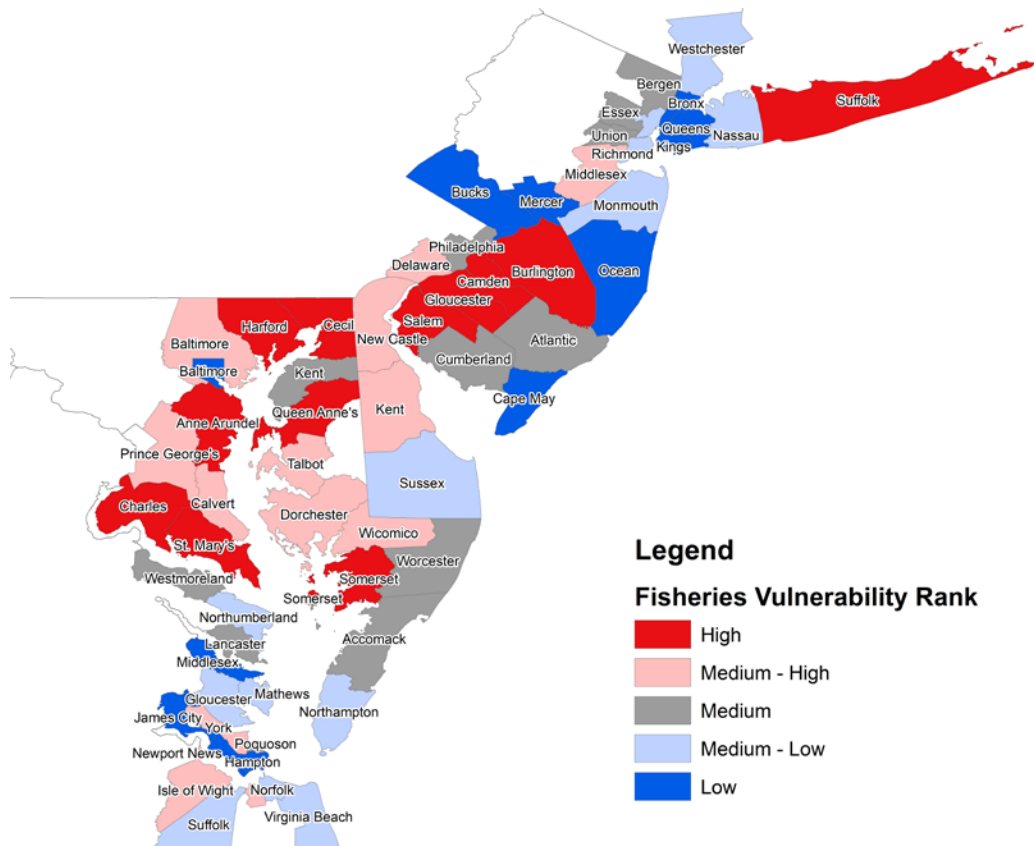 Westchester
Bergen
Suffolk
Bronx
Essex
Queens
Union
Nassau
Kings
Richmond
Middlesex
Bucks
Mercer
Monmouth
Philadelphia
Delaware
Burlington
Ocean
Camden
Gloucester
Salem
Harford
Cecil
New Castle
Baltimore
Atlantic
Cumberland
Baltimore
Kent
Cape May
Queen Anne's
Kent
Anne Arundel
Prince George's
Talbot
Sussex
Calvert
Charles
Dorchester
Wicomico
St. Mary's
Legend
Worcester
Westmoreland
Somerset
Fisheries Vulnerability Rank
Somerset
Northumberland
High
Accomack
Lancaster
Middlesex
Medium - High
Mathews
Gloucester
Northampton
Medium
James City
York
Poquoson
Medium - Low
Newport News
Hampton
Low
Isle of Wight
Norfolk
Virginia Beach
Suffolk